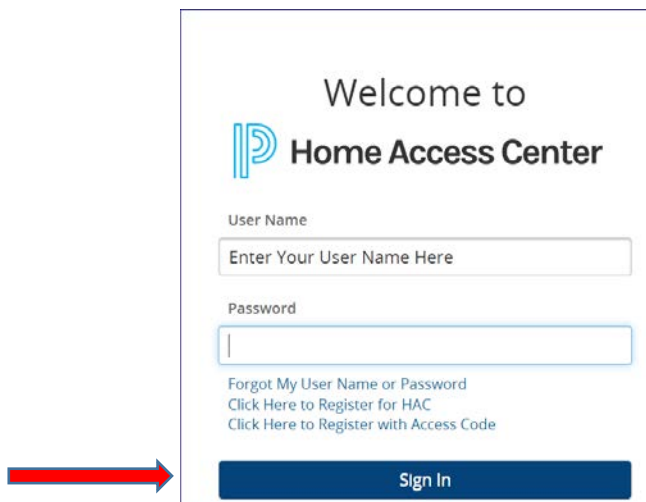 Welcome to
Home Access Center
User Name
Enter Your User Name Here
Password
Forgot My User Name or Password
Click Here to Register for HAC
Click Here to Register with Access Code
Sign In